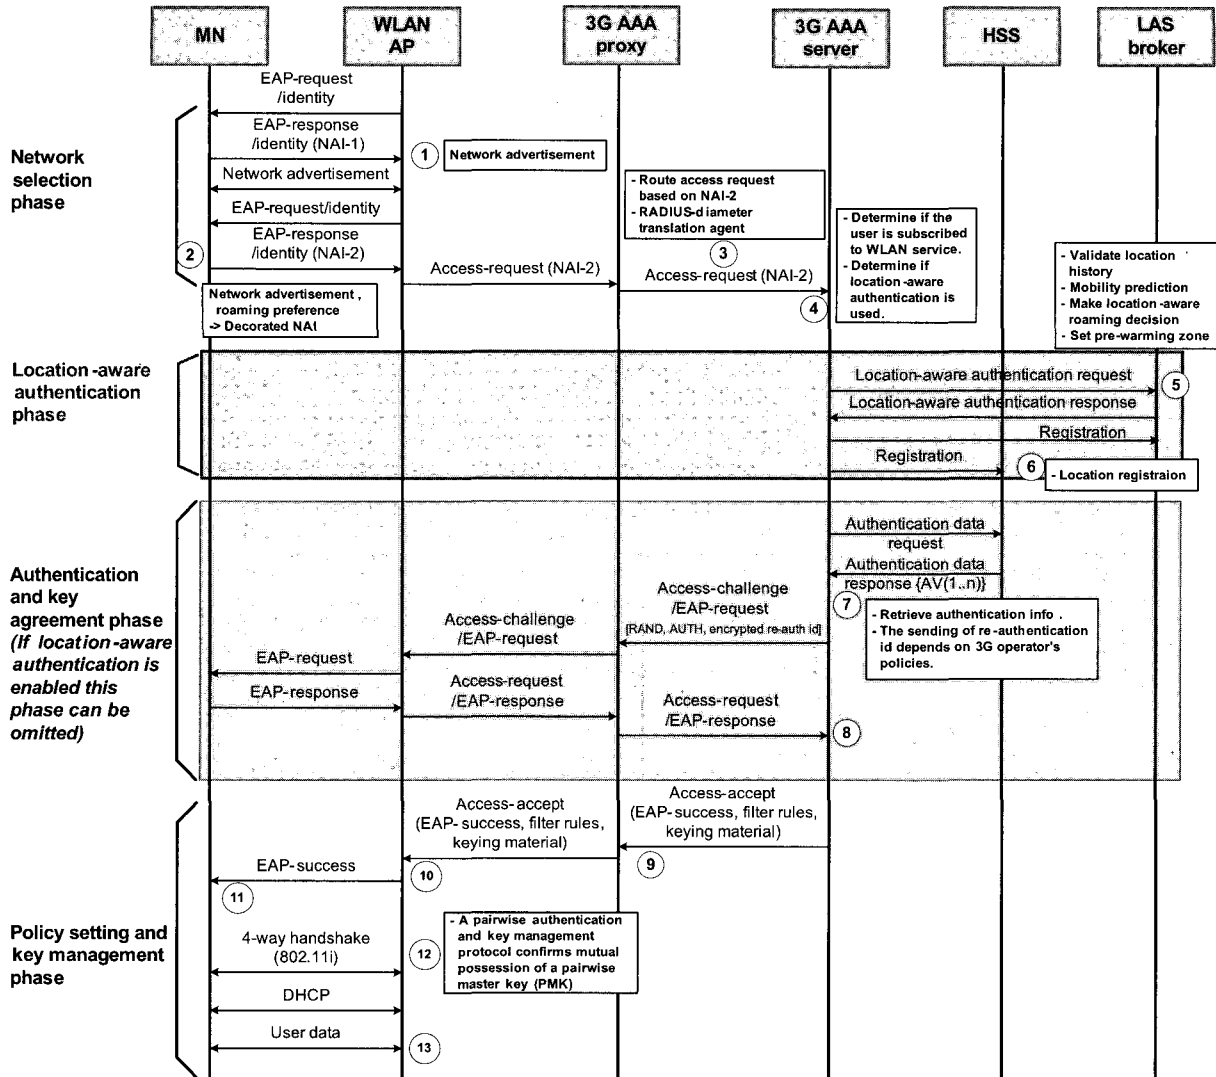 MN
WLAN
AP
3G AAA
proxy
3G AAA
server
HSS
LAS
broker
EAP-request
/identity
EAP-response
/identity (NAI-1)
1
Network advertisement
Network
selection
phase
Network advertisement
- Route access request
based on NAI-2
- RADIUS-diameter
translation agent
EAP-request/identity
- Determine if the
user is subscribed
to WLAN service.
- Determine if
location-aware
authentication is
used.
2
EAP-response
/identity (NAI-2)
3
Access-request (NAI-2)
Access-request (NAI-2)
4
- Validate location
history
- Mobility prediction
- Make location-aware
roaming decision
- Set pre-warming zone
Network advertisement,
roaming preference
-> Decorated NAI
Location-aware
authentication
phase
Location-aware authentication request
5
Location-aware authentication response
Registration
Registration
6
- Location registraion
Authentication data
request
Authentication data
response {AV(1..n)}
Authentication
and key
agreement phase
(If location-aware
authentication is
enabled this
phase can be
omitted)
Access-challenge
/EAP-request
[RAND, AUTH, encrypted re-auth id]
7
- Retrieve authentication info .
- The sending of re-authentication
id depends on 3G operator's
policies.
Access-challenge
/EAP-request
EAP-request
EAP-response
Access-request
/EAP-response
Access-request
/EAP-response
8
Access-accept
(EAP-success, filter rules,
keying material)
Access-accept
(EAP-success, filter rules,
keying material)
9
EAP-success
10
11
Policy setting and
key management
phase
4-way handshake
(802.11i)
12
- A pairwise authentication
and key management
protocol confirms mutual
possession of a pairwise
master key (PMK)
DHCP
User data
13